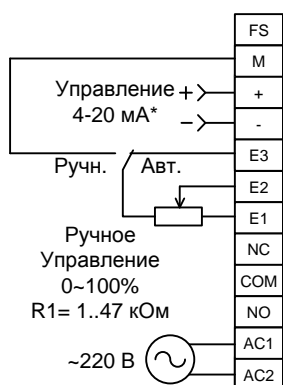 FS
M
Управление
+
+
4-20 мА*
−
-
E3
Ручн.
Авт.
E2
E1
Ручное
Управление
0~100%
R1= 1..47 кОм
NC
COM
NO
~220 В
AC1
AC2